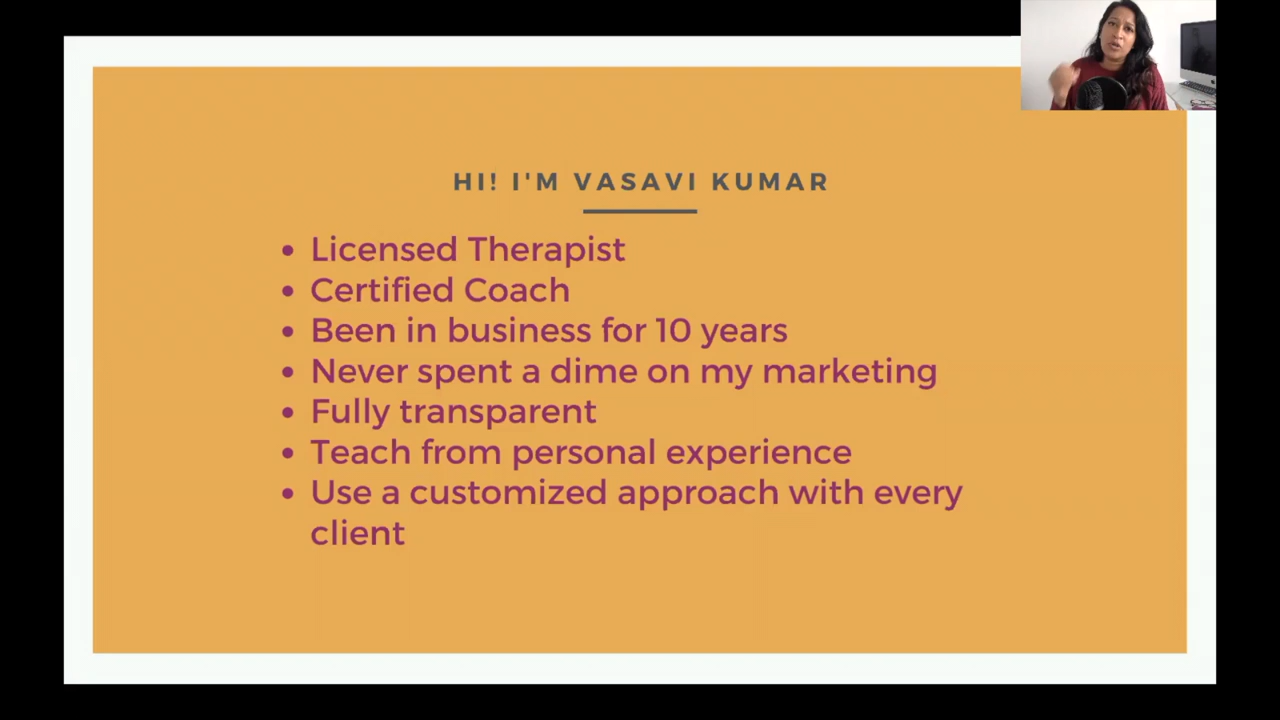 HI! I'M VASAVI KUMAR
• Licensed Therapist
• Certified Coach
• Been in business for 10 years
• Never spent a dime on my marketing
• Fully transparent
• Teach from personal experience
• Use a customized approach with every
client